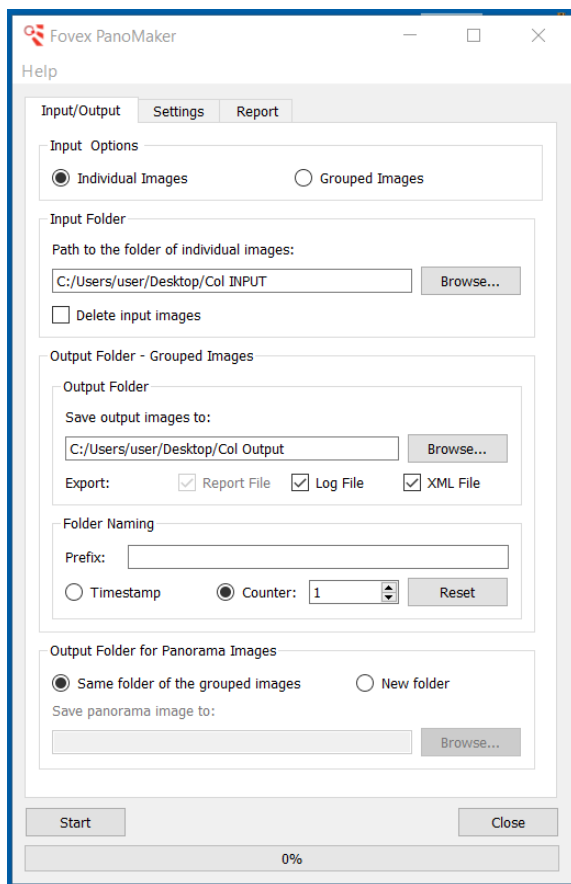 Fovex PanoMaker
Help
Input/Output Settings Report
Input Options
Individual Images Grouped Images
Input Folder
Path to the folder of individual images:
C:/Users/user/Desktop/Col INPUT Browse...
Delete input images
Output Folder - Grouped Images
Output Folder
Save output images to:
C:/Users/user/Desktop/Col Output Browse...
Export: Report File Log File XML File
Folder Naming
Prefix:
Timestamp Counter: 1 Reset
Output Folder for Panorama Images
Same folder of the grouped images New folder
Save panorama image to:
Browse...
Start Close
0%